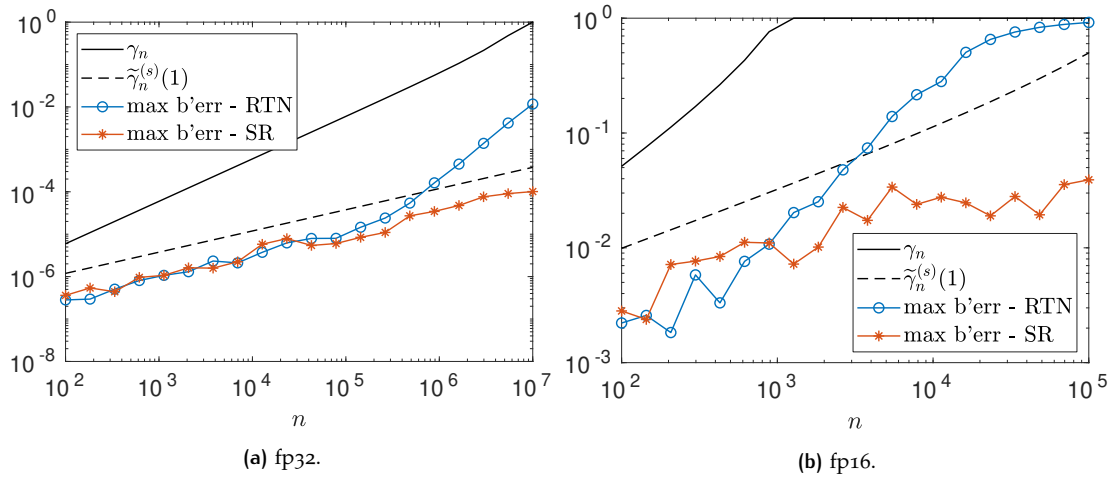 10^0
10^-2
10^-4
10^-6
10^-8
γ_n
γ̃_n^(s)(1)
max b'err - RTN
max b'err - SR
10^2 10^3 10^4 10^5 10^6 10^7
n
(a) fp32.
10^0
10^-1
10^-2
10^-3
γ_n
γ̃_n^(s)(1)
max b'err - RTN
max b'err - SR
10^2 10^3 10^4 10^5
n
(b) fp16.